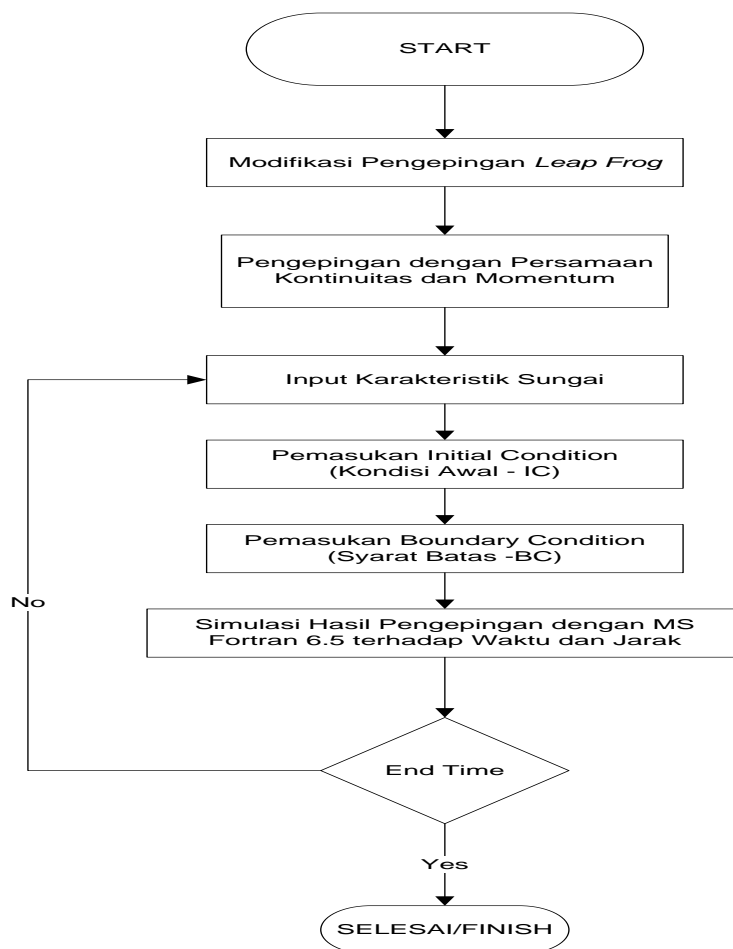 START
Modifikasi Pengepingan Leap Frog
Pengepingan dengan Persamaan
Kontinuitas dan Momentum
Input Karakteristik Sungai
Pemasukan Initial Condition
(Kondisi Awal - IC)
Pemasukan Boundary Condition
(Syarat Batas -BC)
No
Simulasi Hasil Pengepingan dengan MS
Fortran 6.5 terhadap Waktu dan Jarak
End Time
Yes
SELESAI/FINISH